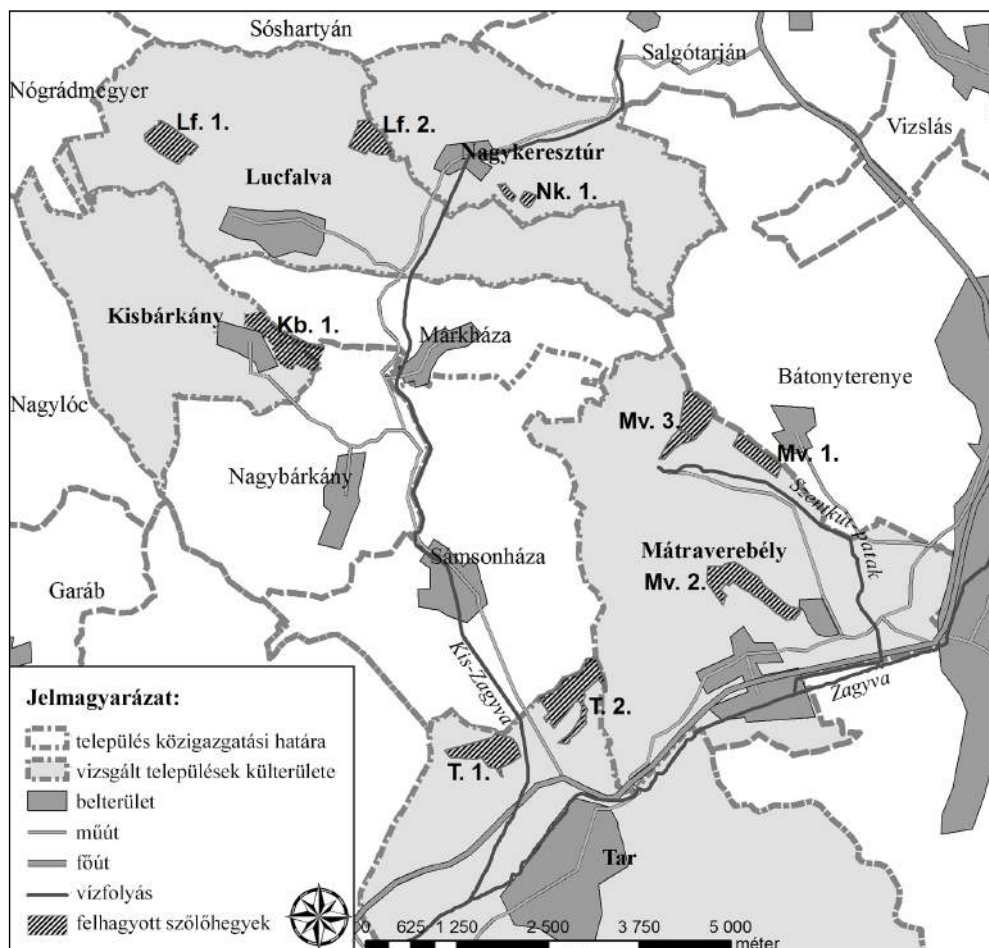 Sóshartyán
Salgótarján
Nógrádmegyer
Lf. 1.
Lf. 2.
Vizslás
Nagykeresztúr
Lucfalva
Nk. 1.
Kisbárkány
Kb. 1.
Márkháza
Bátonyterenye
Nagylóc
Mv. 3.
Mv. 1.
Nagybárkány
Szentkút-patak
Sámsonháza
Mátraverebély
Garáb
Mv. 2.
Kis-Zagyva
Zagyva
Jelmagyarázat:
T. 2.
település közigazgatási határa
T. 1.
vizsgált települések külterülete
belterület
műút
főút
Tar
vízfolyás
felhagyott szőlőhegyek
0 625 1 250 2 500 3 750 5 000
méter